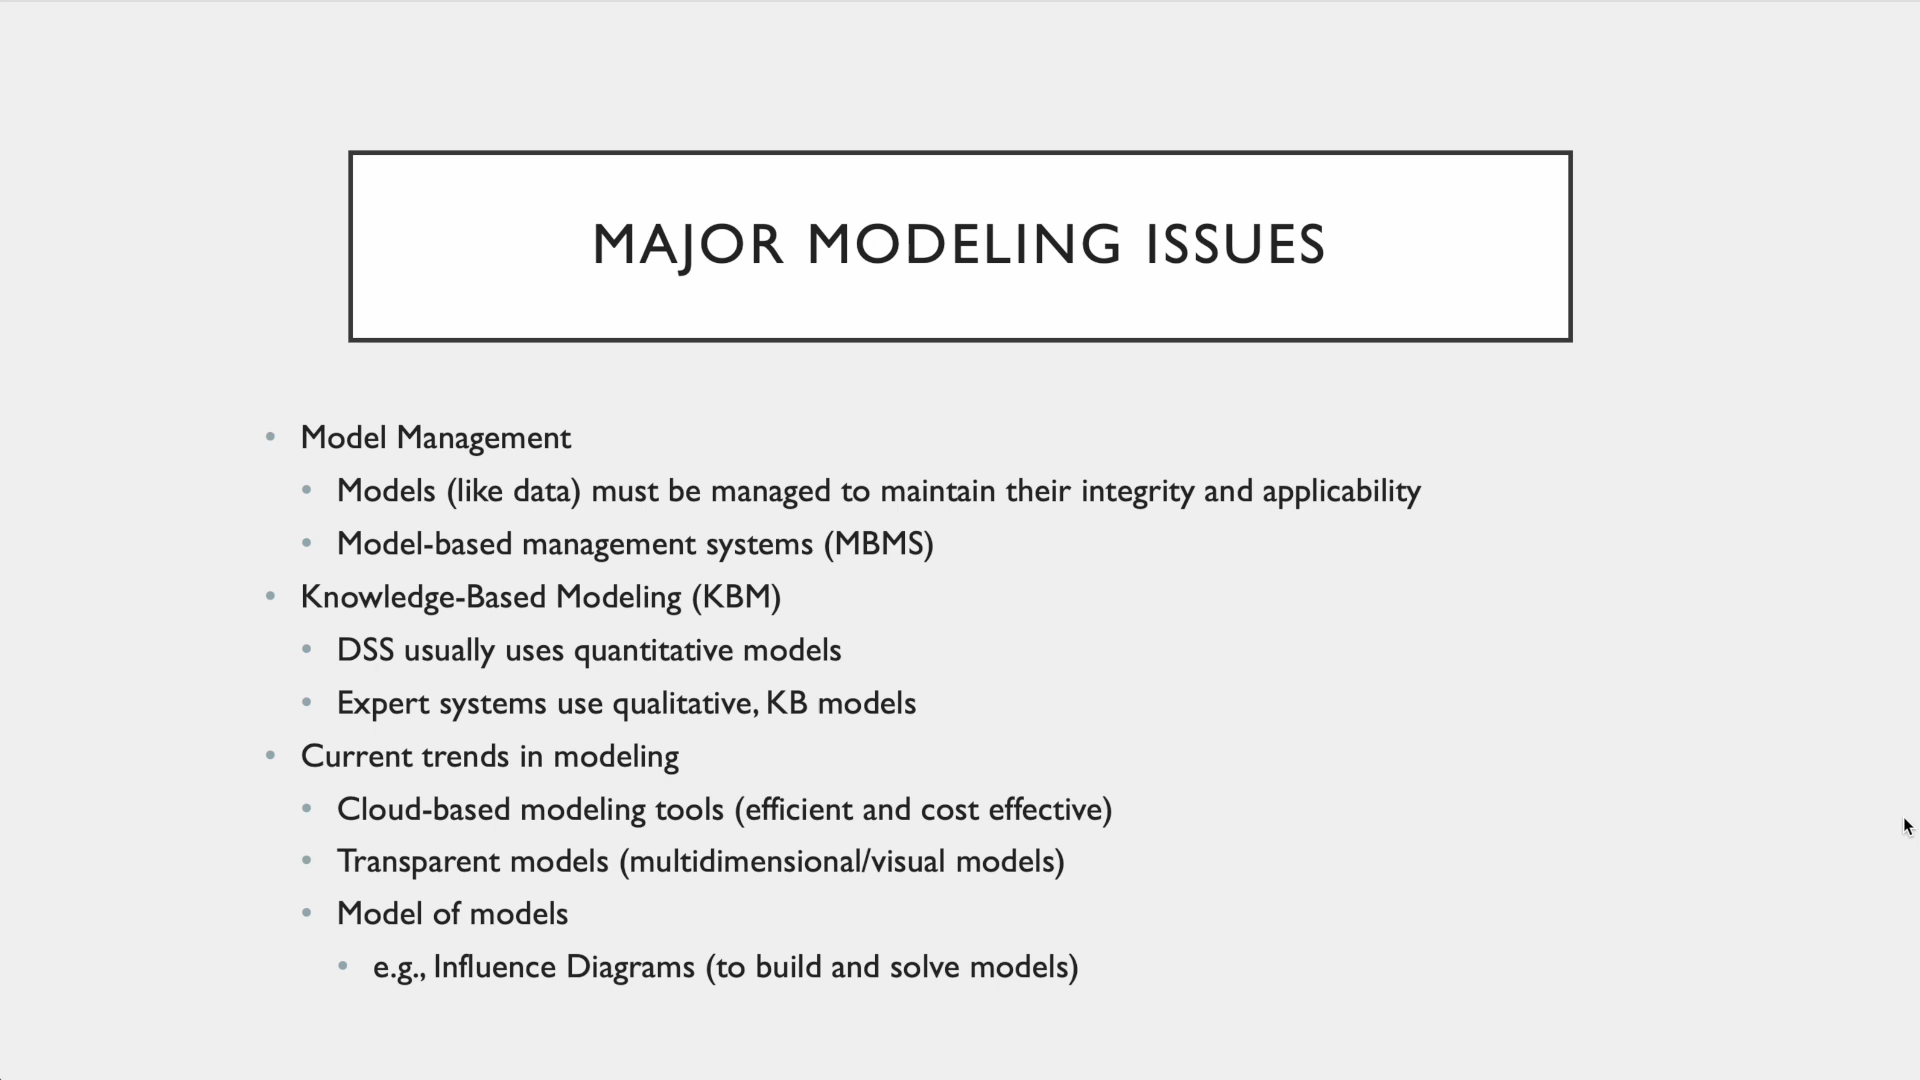 MAJOR MODELING ISSUES
• Model Management
• Models (like data) must be managed to maintain their integrity and applicability
• Model-based management systems (MBMS)
• Knowledge-Based Modeling (KBM)
• DSS usually uses quantitative models
• Expert systems use qualitative, KB models
• Current trends in modeling
• Cloud-based modeling tools (efficient and cost effective)
• Transparent models (multidimensional/visual models)
• Model of models
• e.g., Influence Diagrams (to build and solve models)